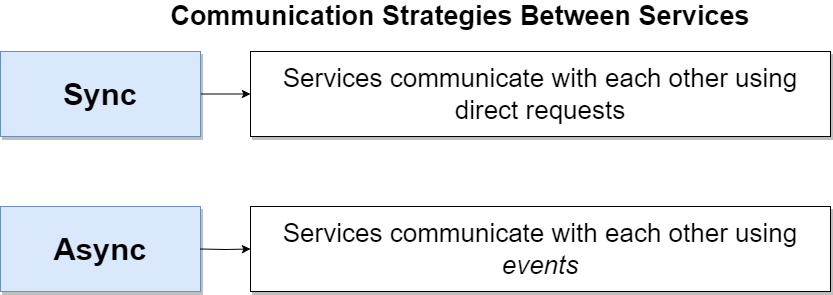 Communication Strategies Between Services
Sync
Services communicate with each other using
direct requests
Async
Services communicate with each other using
events